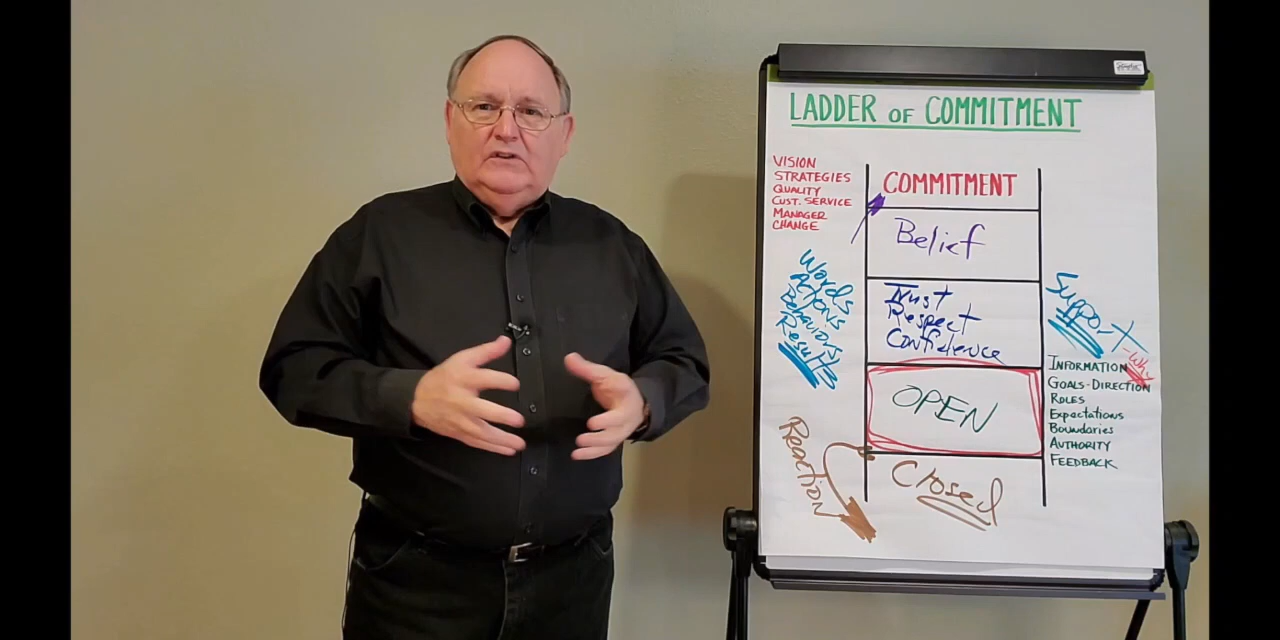 LADDER OF COMMITMENT
VISION
STRATEGIES
QUALITY
CUST. SERVICE
MANAGER
CHANGE
COMMITMENT
Belief
Trust
Respect
Confidence
OPEN
Closed
Words
Actions
Behaviors
Results
Reaction
Support
-Why
INFORMATION
GOALS-DIRECTION
ROLES
Expectations
Boundaries
AUTHORITY
FEEDBACK